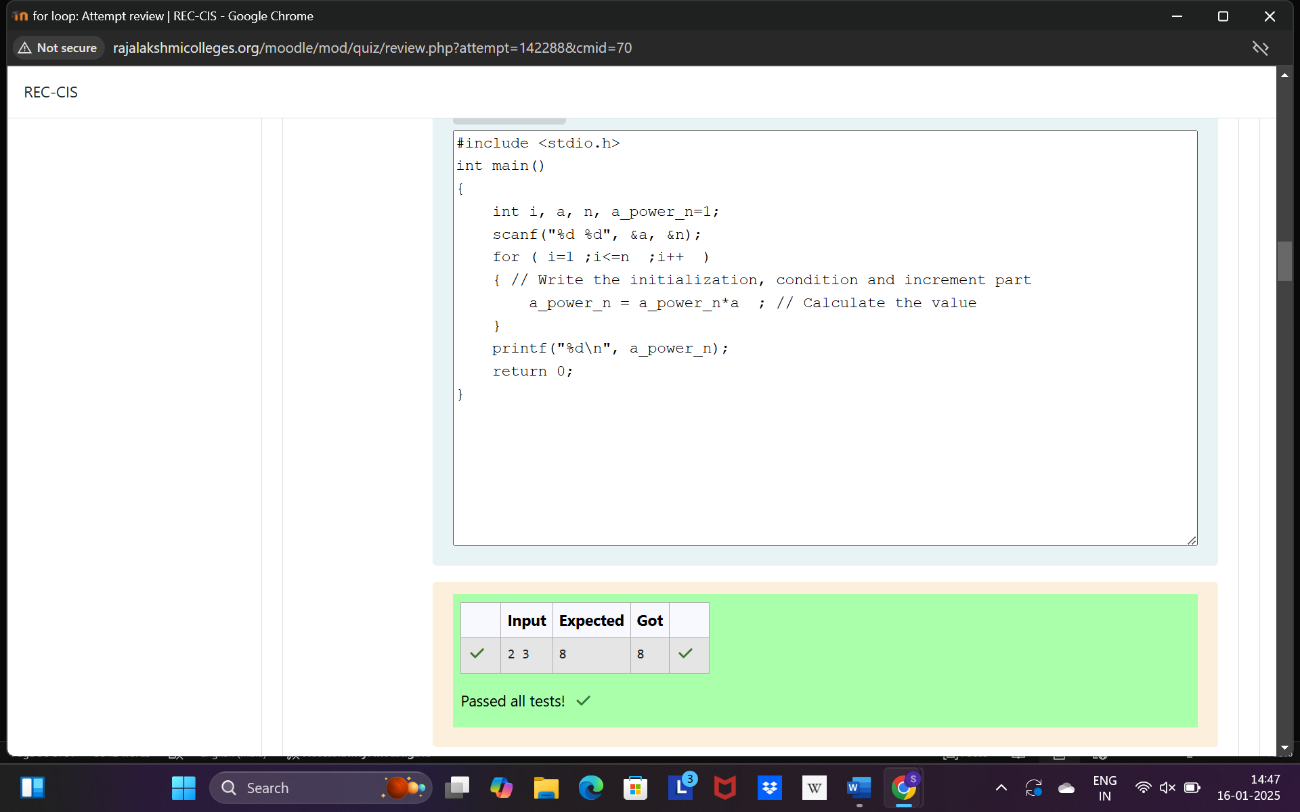 for loop: Attempt review | REC-CIS - Google Chrome
Not secure rajalakshmicolleges.org/moodle/mod/quiz/review.php?attempt=142288&cmid=70
REC-CIS
#include <stdio.h>
int main()
{
    int i, a, n, a_power_n=1;
    scanf("%d %d", &a, &n);
    for ( i=1 ;i<=n  ;i++  )
    { // Write the initialization, condition and increment part
        a_power_n = a_power_n*a  ; // Calculate the value
    }
    printf("%d\n", a_power_n);
    return 0;
}
Input Expected Got
2 3 8 8
Passed all tests!
Search
L 3
W
W
S
ENG
IN
14:47
16-01-2025